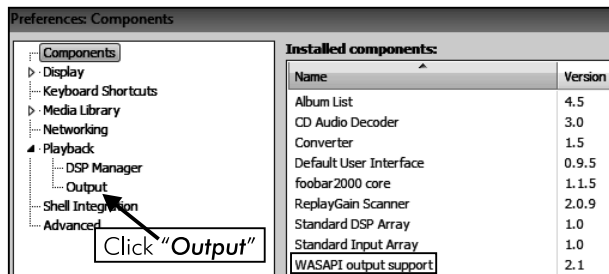 Preferences: Components
Components
Display
Keyboard Shortcuts
Media Library
Networking
Playback
DSP Manager
Output
Shell Integration
Advanced
Click "Output"
Installed components:
Name Version
Album List 4.5
CD Audio Decoder 3.0
Converter 1.5
Default User Interface 0.9.5
foobar2000 core 1.1.5
ReplayGain Scanner 2.0.9
Standard DSP Array 1.0
Standard Input Array 1.0
WASAPI output support 2.1